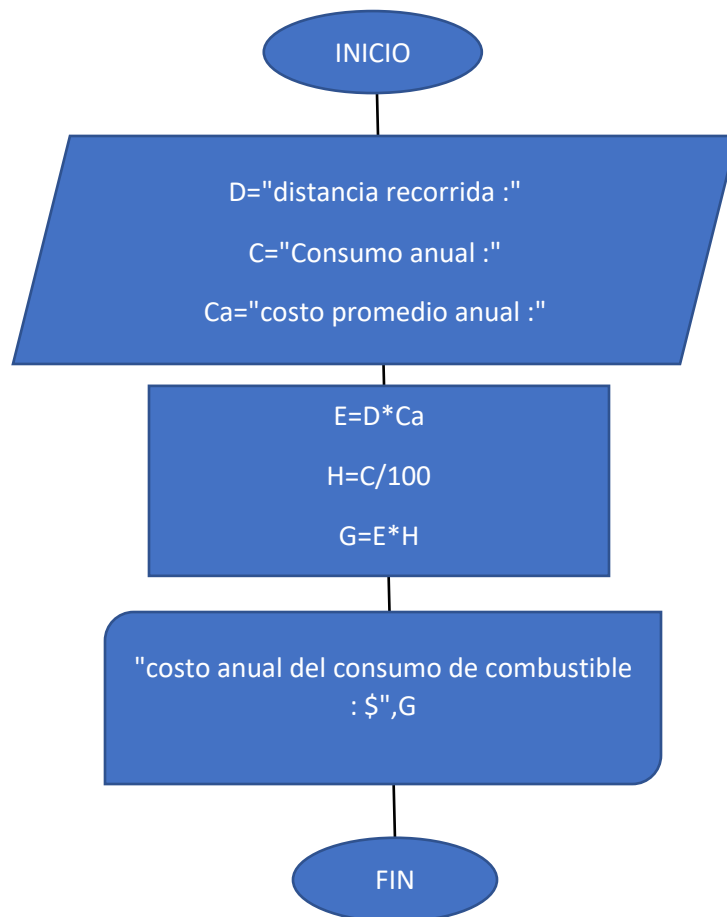 INICIO
D="distancia recorrida :"
C="Consumo anual :"
Ca="costo promedio anual :"
E=D*Ca
H=C/100
G=E*H
"costo anual del consumo de combustible
: $",G
FIN